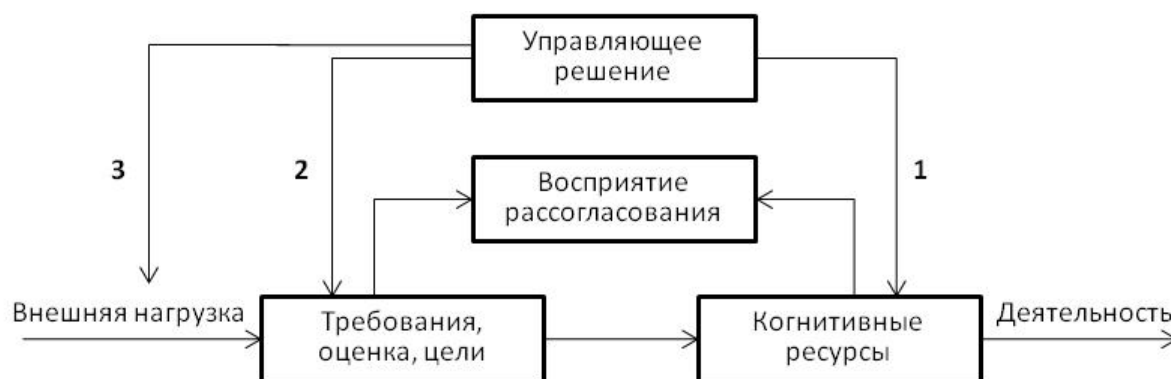 Управляющее
решение
3
2
1
Восприятие
рассогласования
Внешняя нагрузка
Требования,
оценка, цели
Когнитивные
ресурсы
Деятельность